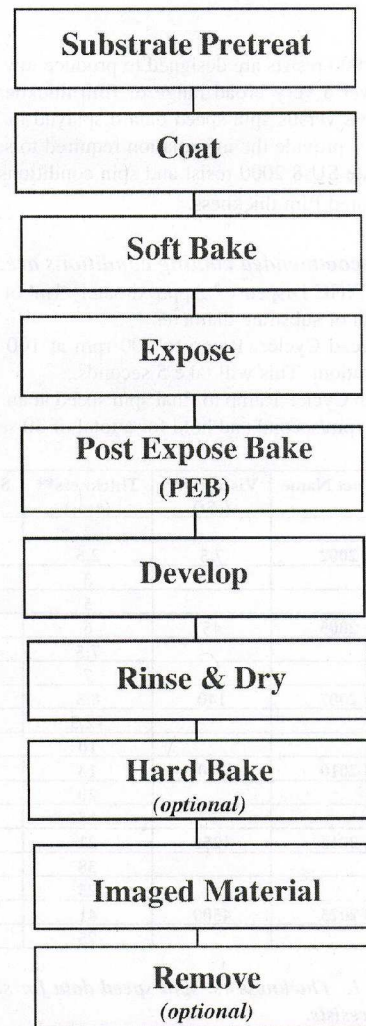 Substrate Pretreat
Coat
Soft Bake
Expose
Post Expose Bake
(PEB)
Develop
Rinse & Dry
Hard Bake
(optional)
Imaged Material
Remove
(optional)